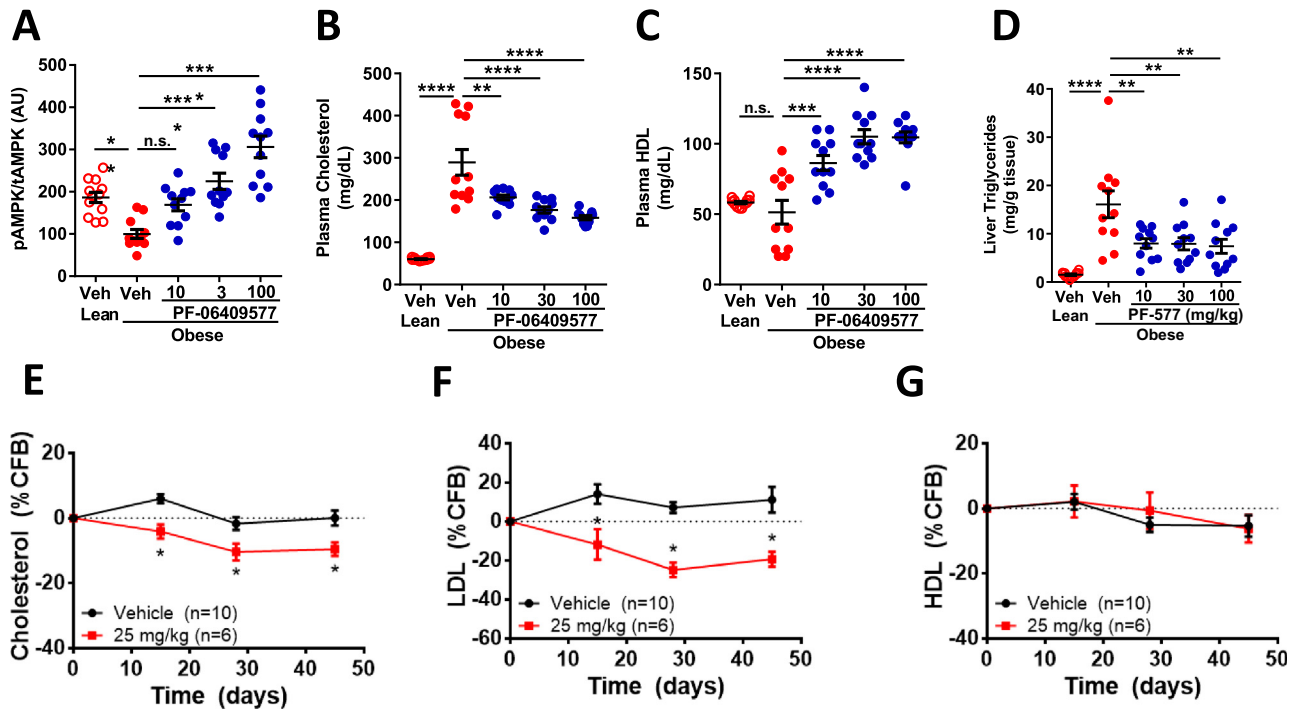 A
pAMPK/tAMPK (AU)
500
400
300
200
100
0
***
*** *
*
n.s.
*
*
Veh
Veh
10
3
100
Lean
PF-06409577
Obese
B
Plasma Cholesterol
(mg/dL)
500
400
300
200
100
0
****
****
****
**
Veh
Veh
10
30
100
Lean
PF-06409577
Obese
C
Plasma HDL
(mg/dL)
150
100
50
0
****
****
n.s.
***
Veh
Veh
10
30
100
Lean
PF-06409577
Obese
D
Liver Triglycerides
(mg/g tissue)
40
30
20
10
0
**
**
****
**
Veh
Veh
10
30
100
Lean
PF-577 (mg/kg)
Obese
E
Cholesterol (% CFB)
20
0
-20
-40
*
*
*
Vehicle (n=10)
25 mg/kg (n=6)
0
10
20
30
40
50
Time (days)
F
LDL (% CFB)
40
20
0
-20
-40
-60
*
*
*
Vehicle (n=10)
25 mg/kg (n=6)
0
10
20
30
40
50
Time (days)
G
HDL (% CFB)
20
0
-20
-40
Vehicle (n=10)
25 mg/kg (n=6)
0
10
20
30
40
50
Time (days)